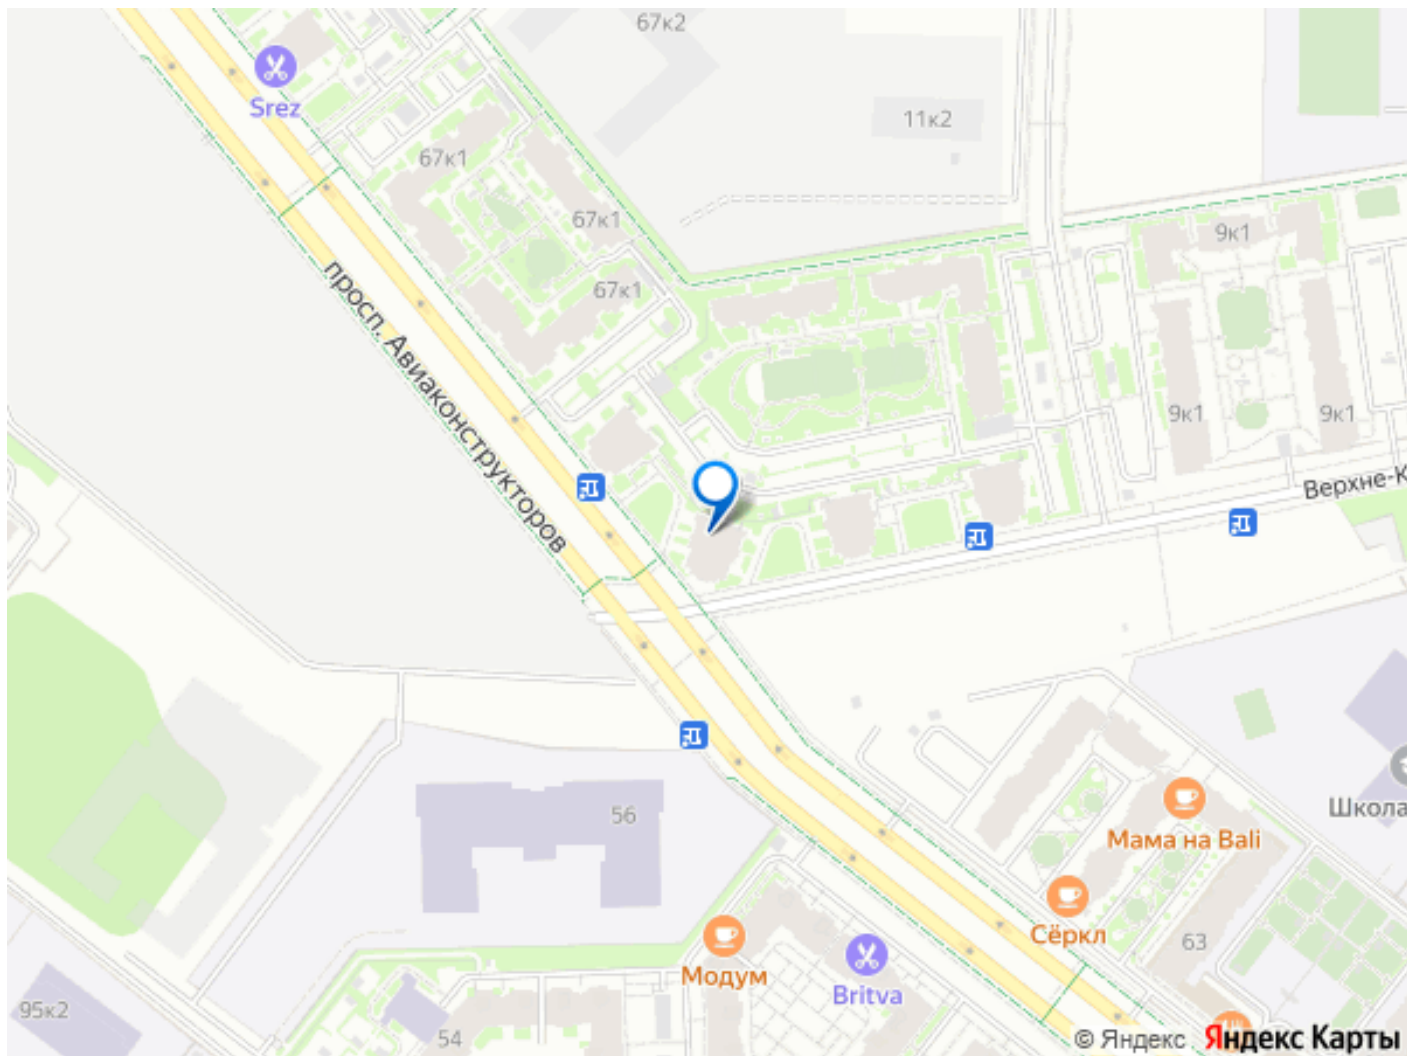 67к2
Srez
11к2
67к1
67к1
9к1
67к1
просп. Авиаконструкторов
9к1
9к1
Верхне-К
56
Школа
Мама на Bali
Сёркл
63
Модум
Britva
95к2
54
© Яндекс Яндекс Карты